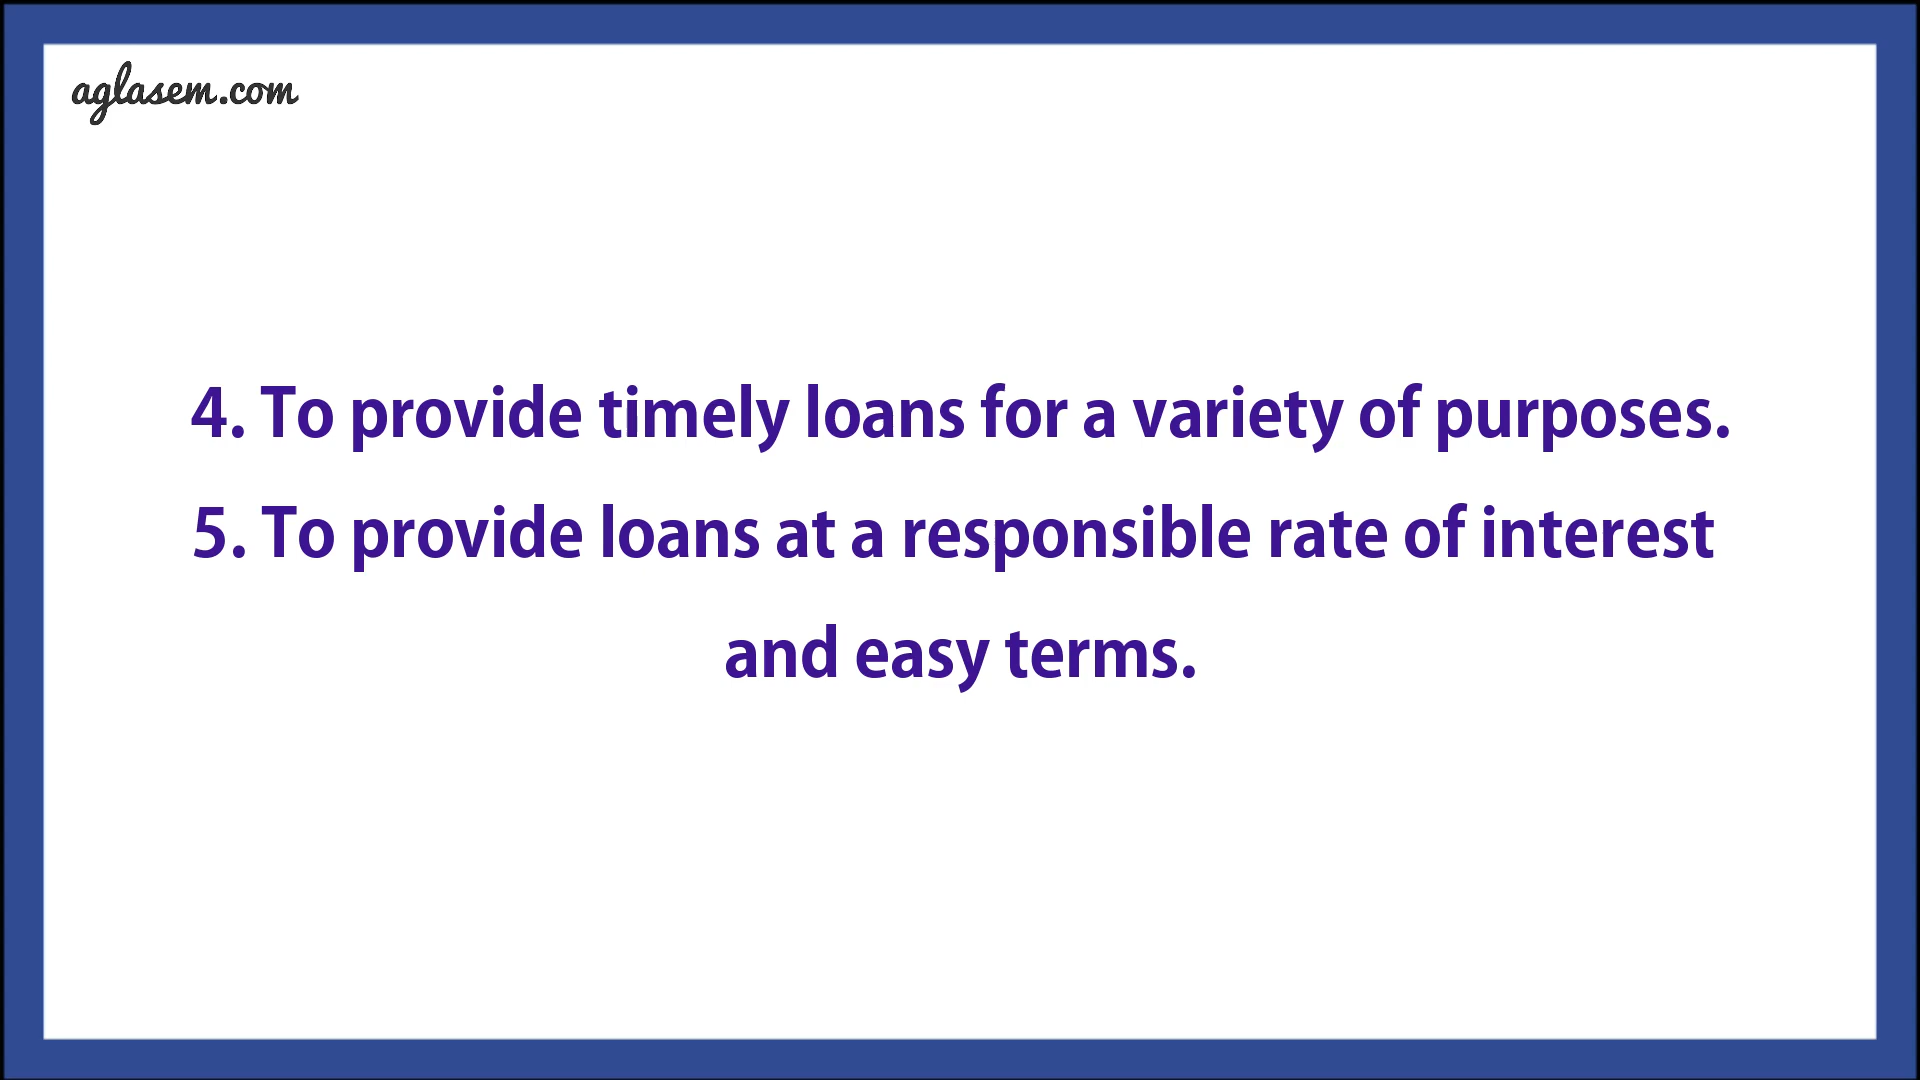 aglasem.com
4. To provide timely loans for a variety of purposes.
5. To provide loans at a responsible rate of interest
and easy terms.